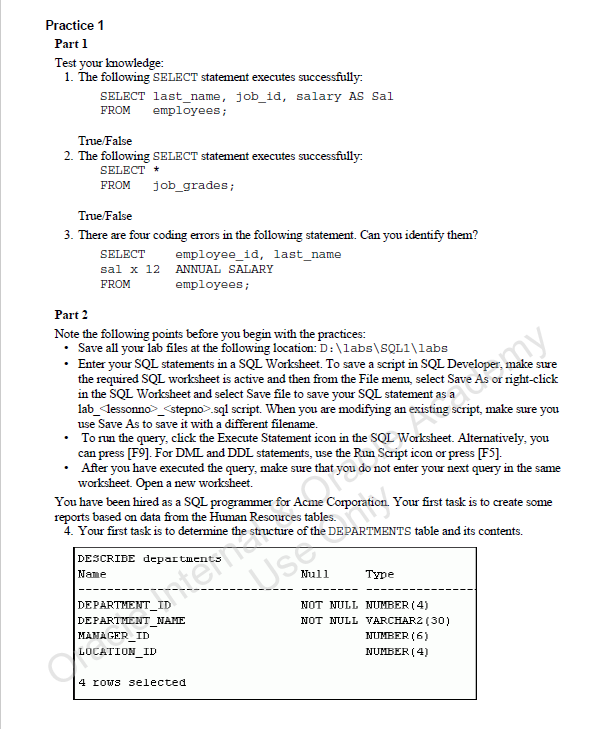 Practice 1
Part 1
Test your knowledge:
1. The following SELECT statement executes successfully:
SELECT last_name, job_id, salary AS Sal
FROM employees;
True/False
2. The following SELECT statement executes successfully:
SELECT *
FROM job_grades;
True/False
3. There are four coding errors in the following statement. Can you identify them?
SELECT employee_id, last_name
sal x 12 ANNUAL SALARY
FROM employees;
Part 2
Note the following points before you begin with the practices:
• Save all your lab files at the following location: D:\labs\SQL1\labs
• Enter your SQL statements in a SQL Worksheet. To save a script in SQL Developer, make sure
the required SQL worksheet is active and then from the File menu, select Save As or right-click
in the SQL Worksheet and select Save file to save your SQL statement as a
lab_<lessonno>_<stepno>.sql script. When you are modifying an existing script, make sure you
use Save As to save it with a different filename.
• To run the query, click the Execute Statement icon in the SQL Worksheet. Alternatively, you
can press [F9]. For DML and DDL statements, use the Run Script icon or press [F5].
• After you have executed the query, make sure that you do not enter your next query in the same
worksheet. Open a new worksheet.
You have been hired as a SQL programmer for Acme Corporation. Your first task is to create some
reports based on data from the Human Resources tables.
4. Your first task is to determine the structure of the DEPARTMENTS table and its contents.
DESCRIBE departments
Name Null Type
------------------------------ -------- --------------
DEPARTMENT_ID NOT NULL NUMBER(4)
DEPARTMENT_NAME NOT NULL VARCHAR2(30)
MANAGER_ID NUMBER(6)
LOCATION_ID NUMBER(4)
4 rows selected
Oracle Internal & Oracle Academy
Use Only